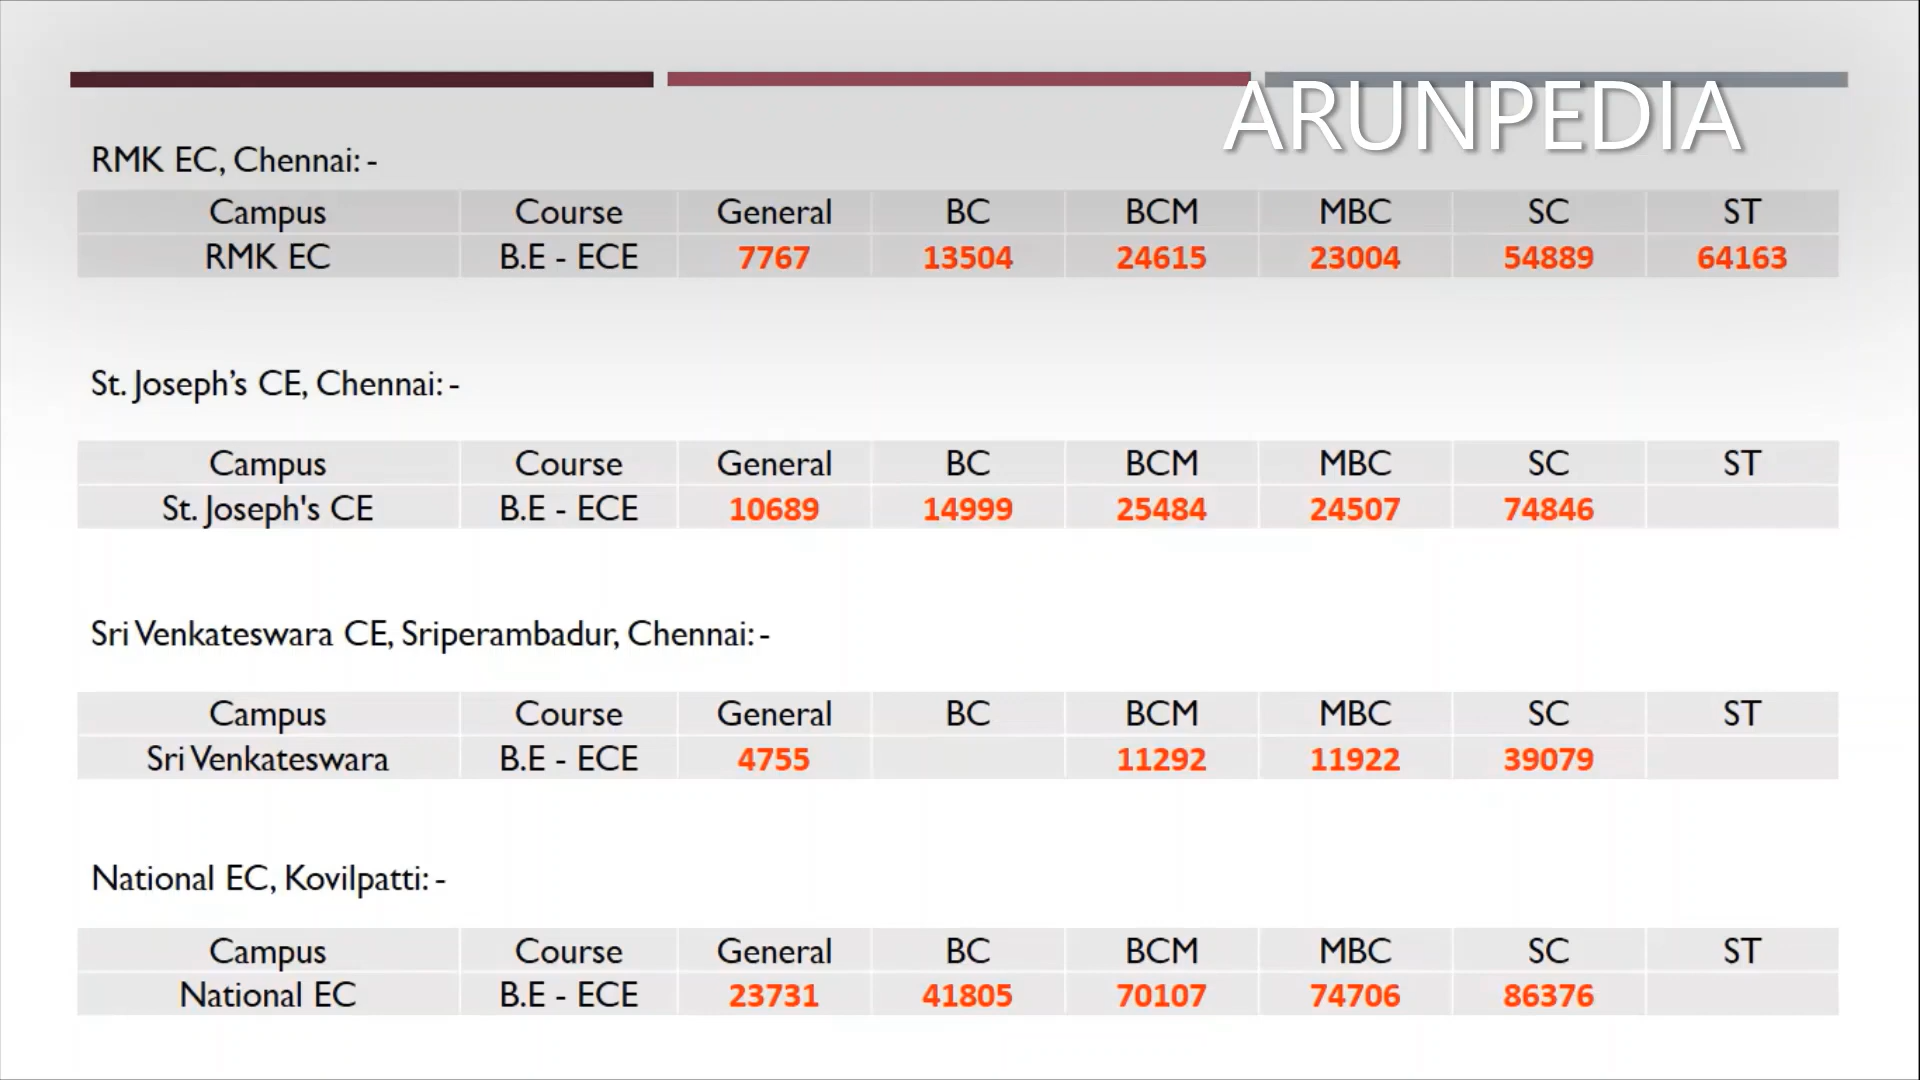 ARUNPEDIA
RMK EC, Chennai: -
Campus Course General BC BCM MBC SC ST
RMK EC B.E - ECE 7767 13504 24615 23004 54889 64163
St. Joseph’s CE, Chennai: -
Campus Course General BC BCM MBC SC ST
St. Joseph's CE B.E - ECE 10689 14999 25484 24507 74846
Sri Venkateswara CE, Sriperambadur, Chennai: -
Campus Course General BC BCM MBC SC ST
Sri Venkateswara B.E - ECE 4755 11292 11922 39079
National EC, Kovilpatti: -
Campus Course General BC BCM MBC SC ST
National EC B.E - ECE 23731 41805 70107 74706 86376